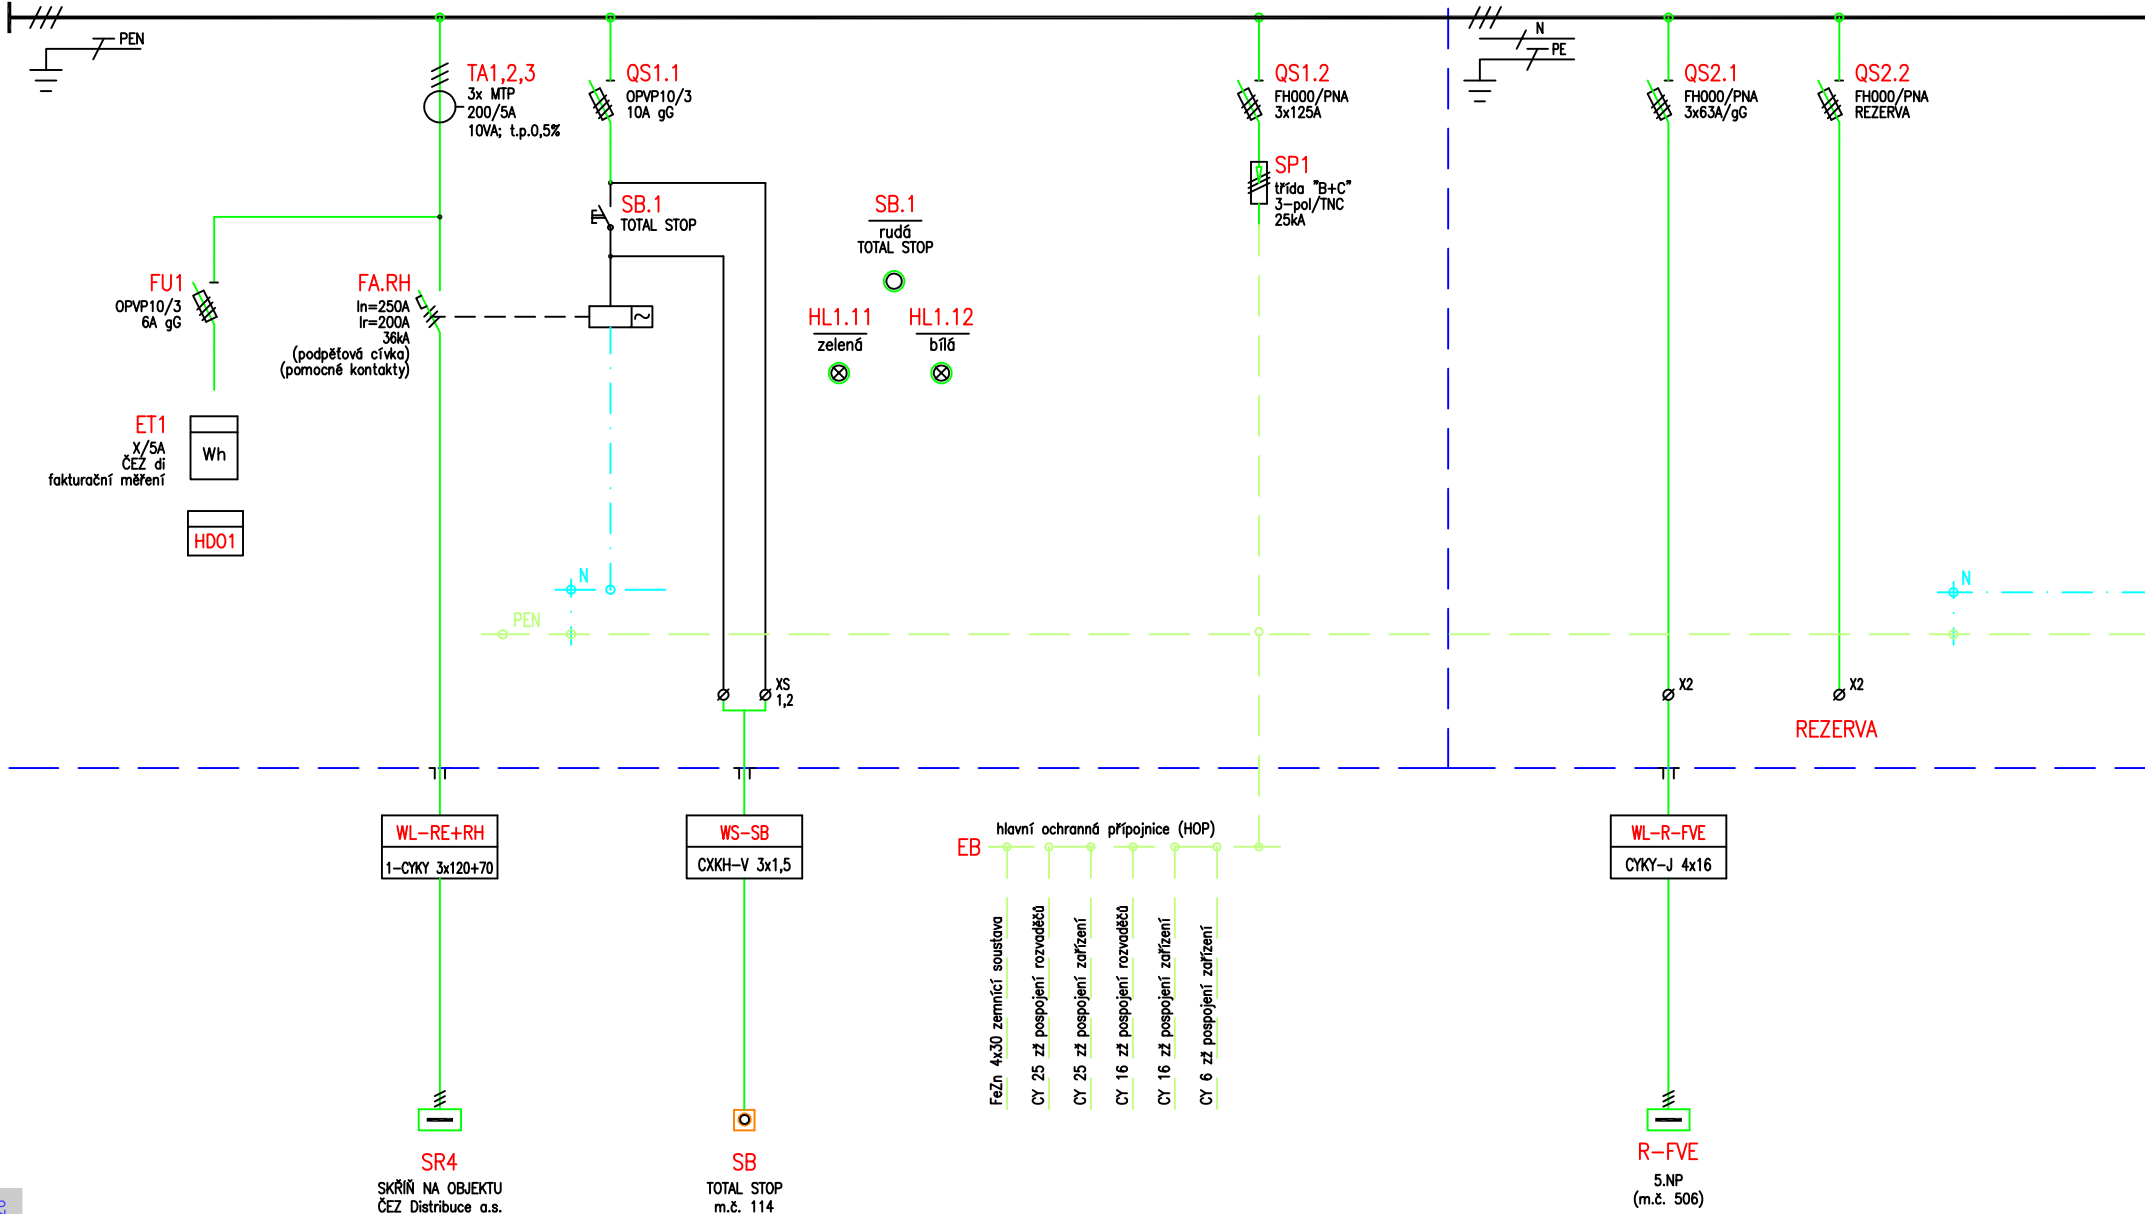 PEN
TA1,2,3
3x MTP
200/5A
10VA; t.p.0,5%
QS1.1
OPVP10/3
10A gG
QS1.2
FH000/PNA
3x125A
N
PE
QS2.1
FH000/PNA
3x63A/gG
QS2.2
FH000/PNA
REZERVA
SP1
třída "B+C"
3-pol/TNC
25kA
SB.1
TOTAL STOP
SB.1
rudá
TOTAL STOP
FU1
OPVP10/3
6A gG
FA.RH
In=250A
Ir=200A
36kA
(podpěťová cívka)
(pomocné kontakty)
~
HL1.11
zelená
HL1.12
bílá
ET1
X/5A
ČEZ di
fakturační měření
Wh
HDO1
N
PEN
N
XS
1,2
X2
X2
REZERVA
WL-RE+RH
1-CYKY 3x120+70
WS-SB
CXKH-V 3x1,5
EB
hlavní ochranná přípojnice (HOP)
WL-R-FVE
CYKY-J 4x16
FeZn 4x30 zemnící soustava
CY 25 zž pospojení rozvaděčů
CY 25 zž pospojení zařízení
CY 16 zž pospojení rozvaděčů
CY 16 zž pospojení zařízení
CY 6 zž pospojení zařízení
SR4
SKŘÍŇ NA OBJEKTU
ČEZ Distribuce a.s.
SB
TOTAL STOP
m.č. 114
R-FVE
5.NP
(m.č. 506)